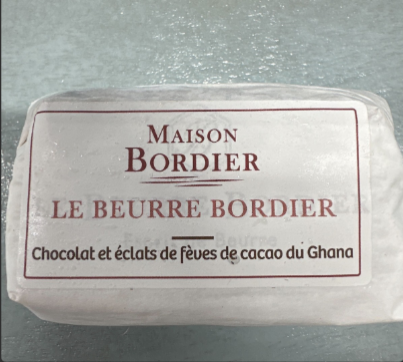 MAISON
BORDIER
LE BEURRE BORDIER
Chocolat et éclats de fèves de cacao du Ghana